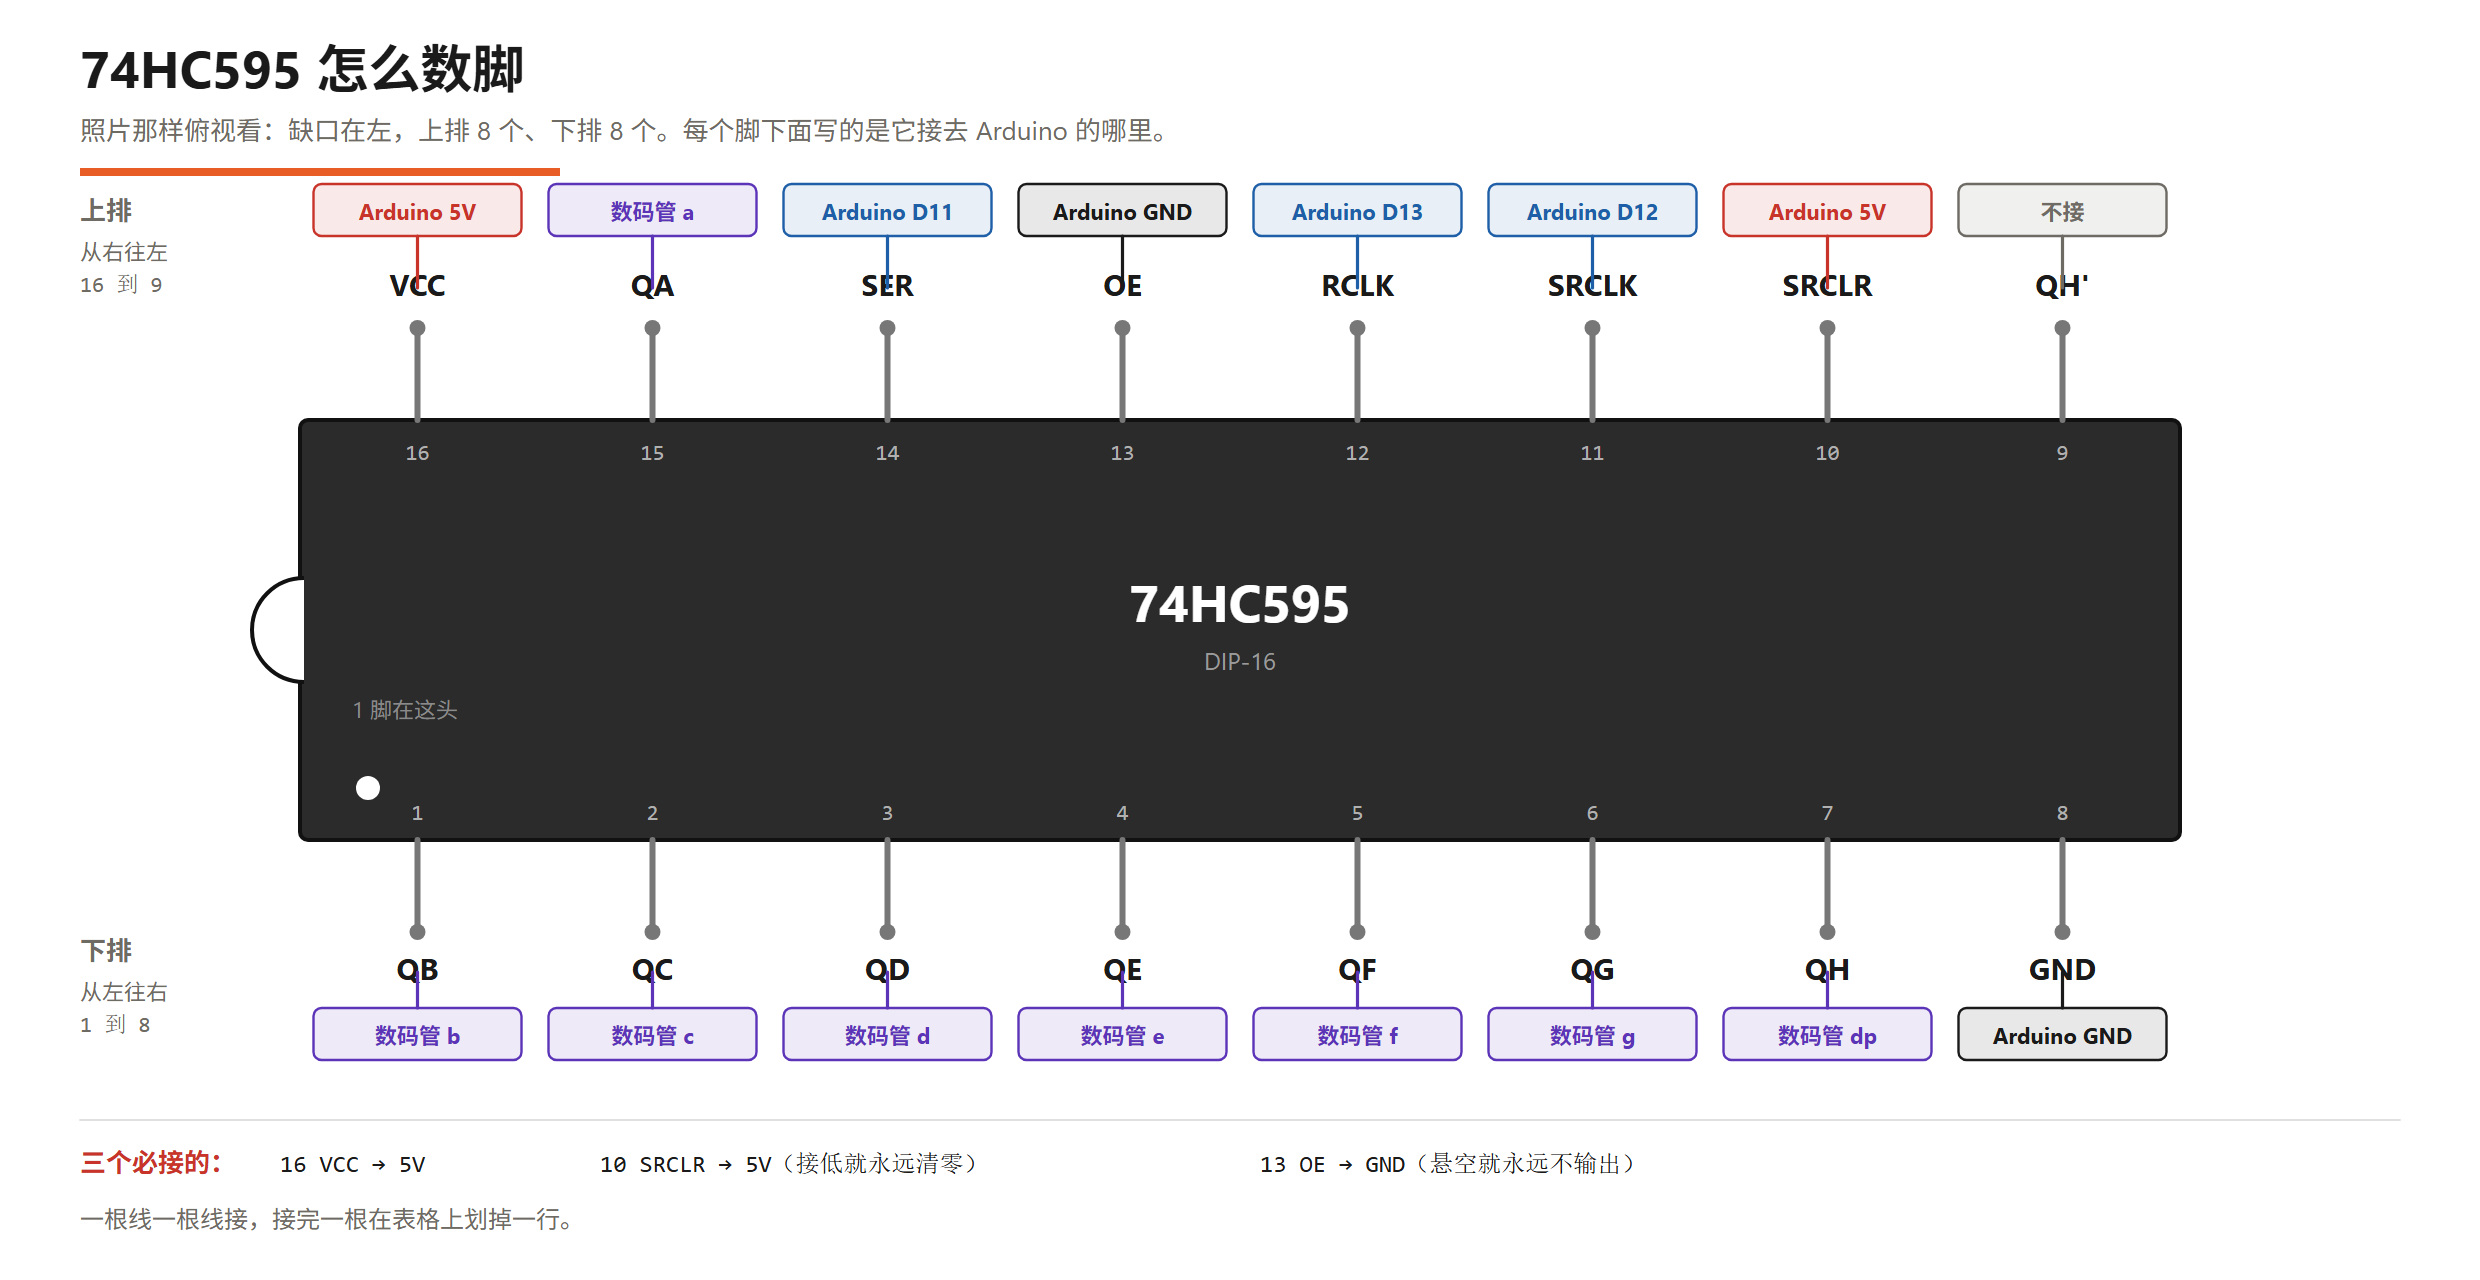 74HC595 怎么数脚
照片那样俯视看：缺口在左，上排 8 个、下排 8 个。每个脚下面写的是它接去 Arduino 的哪里。
上排
从右往左
16 到 9
Arduino 5V 数码管 a Arduino D11 Arduino GND Arduino D13 Arduino D12 Arduino 5V 不接
VCC QA SER OE RCLK SRCLK SRCLR QH'
16 15 14 13 12 11 10 9
74HC595
DIP-16
1 脚在这头
1 2 3 4 5 6 7 8
下排
从左往右
1 到 8
QB QC QD QE QF QG QH GND
数码管 b 数码管 c 数码管 d 数码管 e 数码管 f 数码管 g 数码管 dp Arduino GND
三个必接的： 16 VCC → 5V 10 SRCLR → 5V（接低就永远清零） 13 OE → GND（悬空就永远不输出）
一根线一根线接，接完一根在表格上划掉一行。